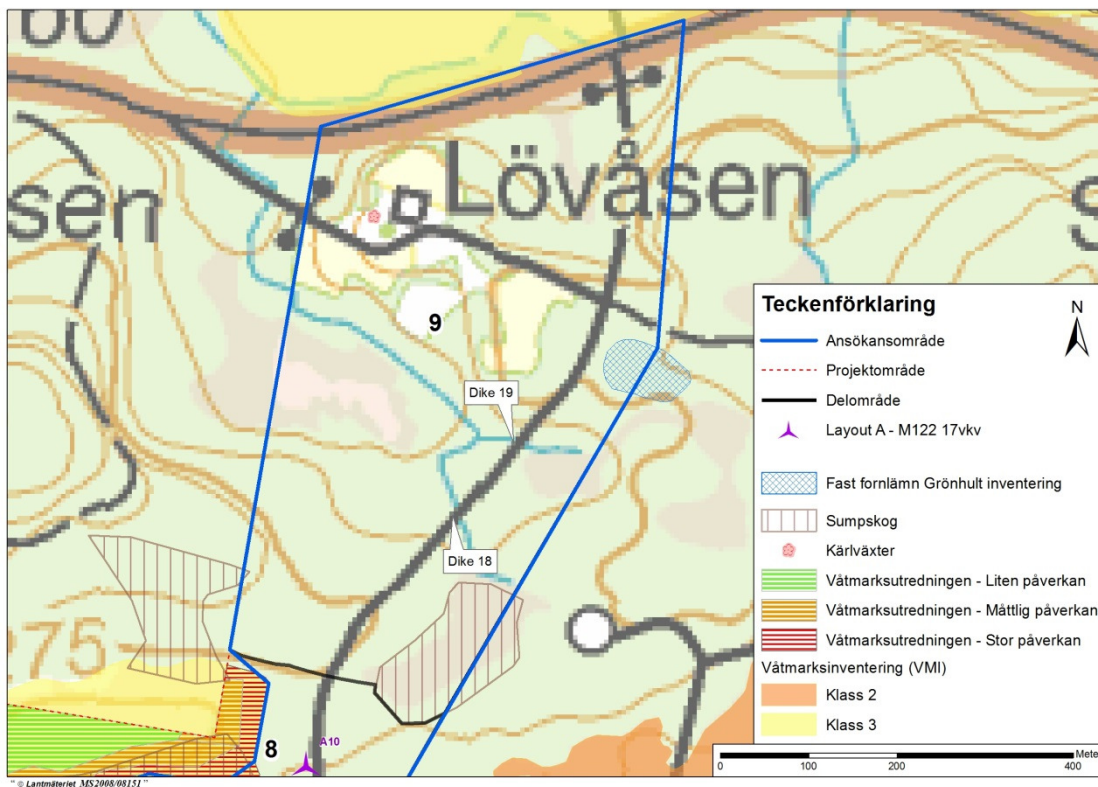 Lövåsen
sen
9
Dike 19
Dike 18
75
8
A10
Teckenförklaring
N
Ansökansområde
Projektområde
Delområde
Layout A - M122 17vkv
Fast fornlämn Grönhult inventering
Sumpskog
Kärlväxter
Våtmarksutredningen - Liten påverkan
Våtmarksutredningen - Måttlig påverkan
Våtmarksutredningen - Stor påverkan
Våtmarksinventering (VMI)
Klass 2
Klass 3
Mete
0 100 200 400
" © Lantmäteriet MS2008/08151 "